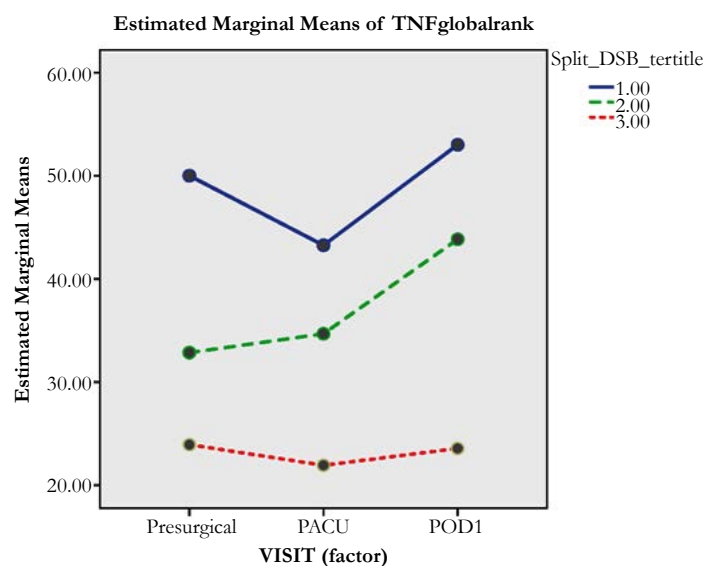 Estimated Marginal Means of TNFglobalrank
Split_DSB_tertitle
1.00
2.00
3.00
Estimated Marginal Means
60.00
50.00
40.00
30.00
20.00
Presurgical PACU POD1
VISIT (factor)